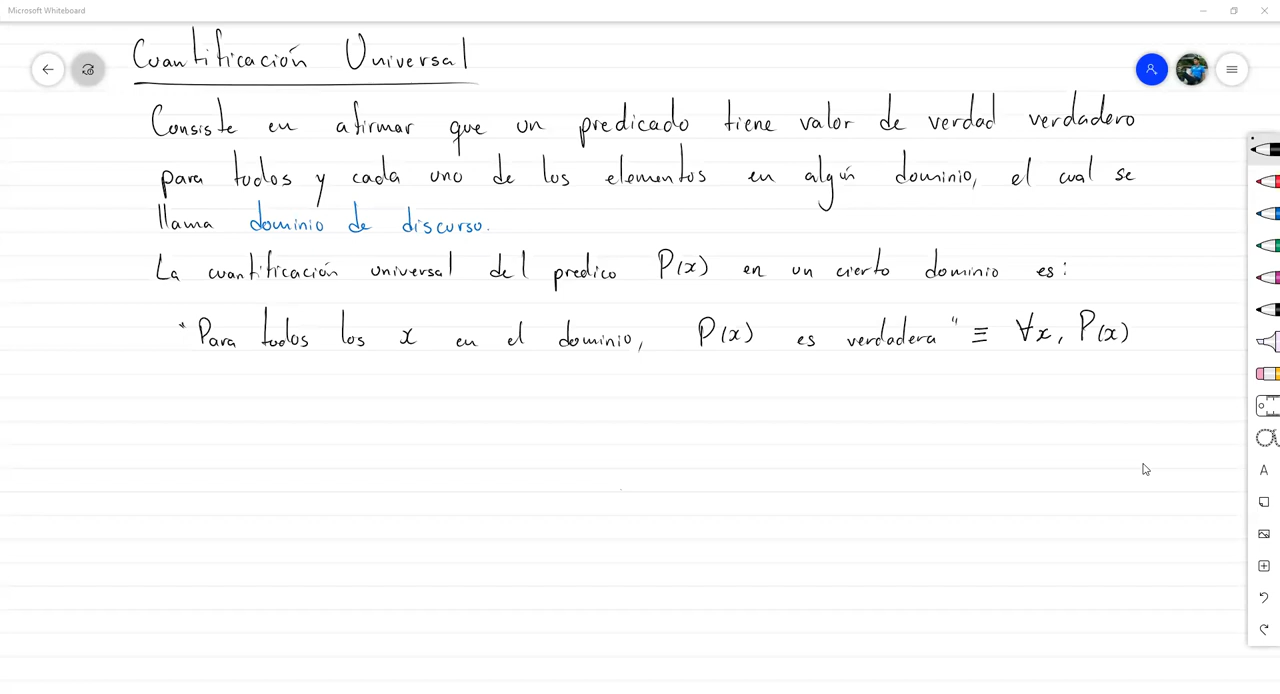 Microsoft Whiteboard
Cuantificación Universal
Consiste en afirmar que un predicado tiene valor de verdad verdadero
para todos y cada uno de los elementos en algún dominio, el cual se
llama dominio de discurso.
La cuantificación universal del predico P(x) en un cierto dominio es:
"Para todos los x en el dominio, P(x) es verdadera" ≡ ∀x, P(x)
A